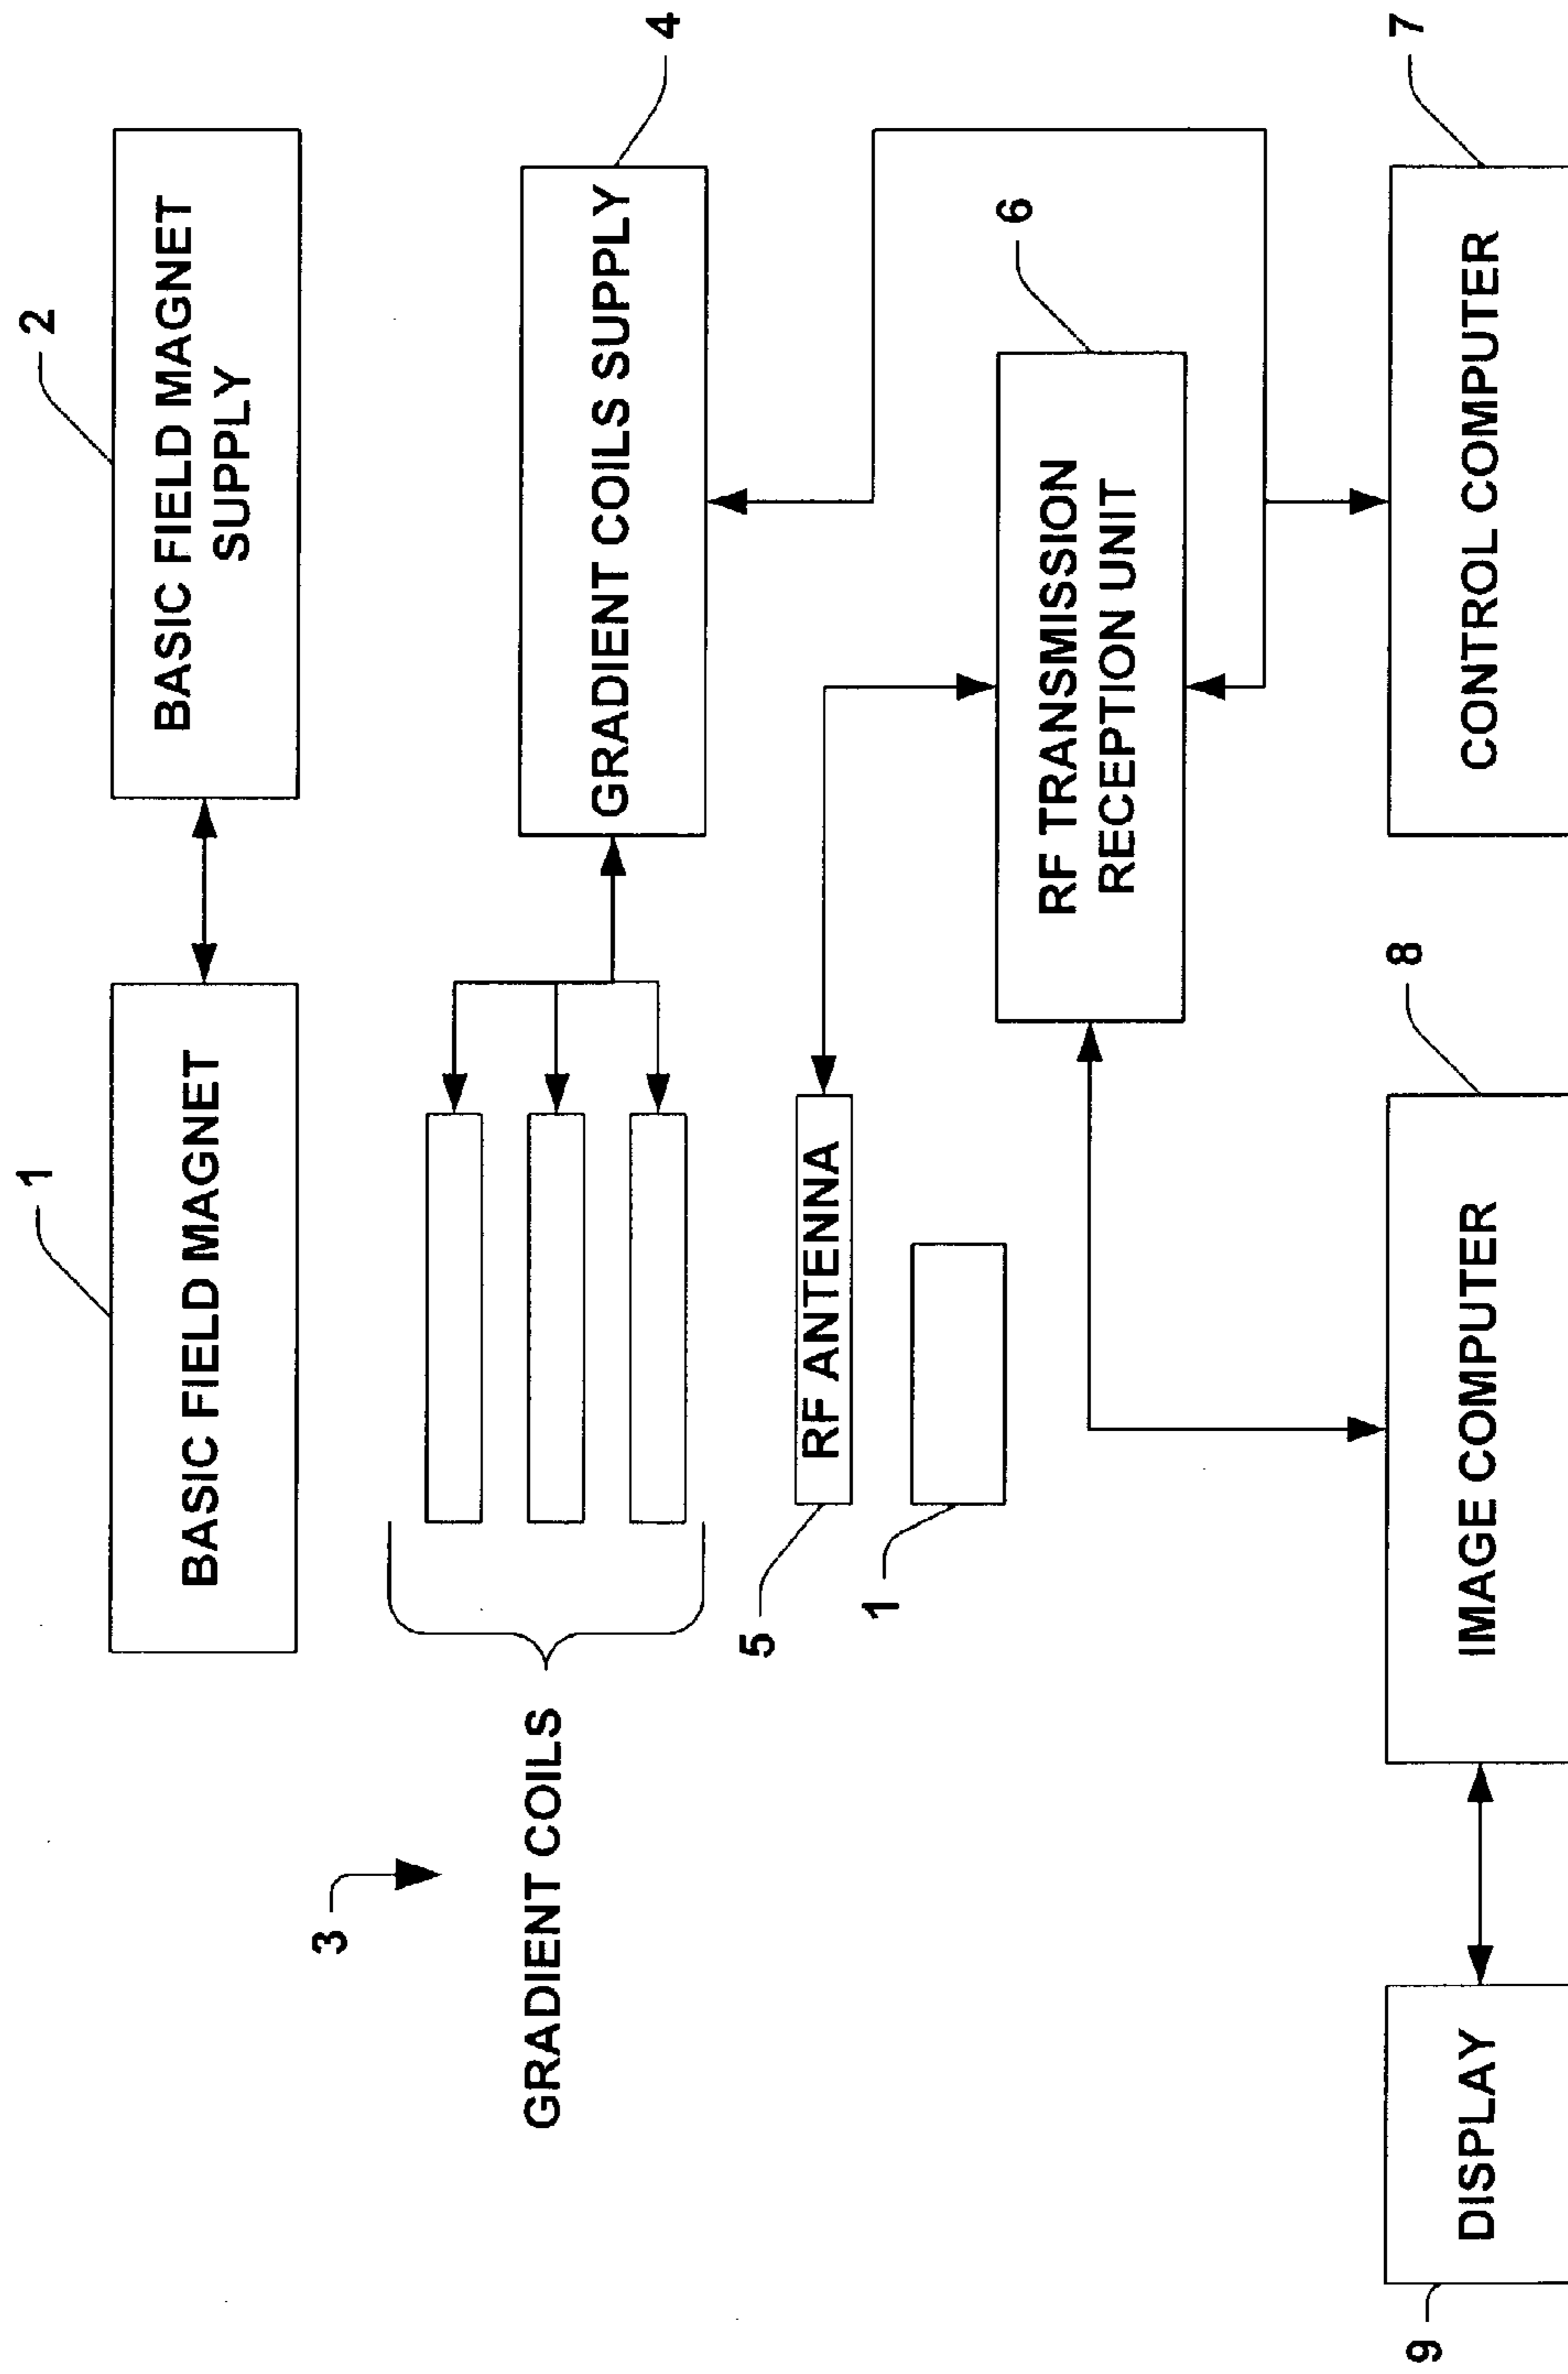 1
2
BASIC FIELD MAGNET
BASIC FIELD MAGNET
SUPPLY
3
4
GRADIENT COILS
GRADIENT COILS SUPPLY
5
RF ANTENNA
1
6
RF TRANSMISSION
RECEPTION UNIT
8
7
9
DISPLAY
IMAGE COMPUTER
CONTROL COMPUTER